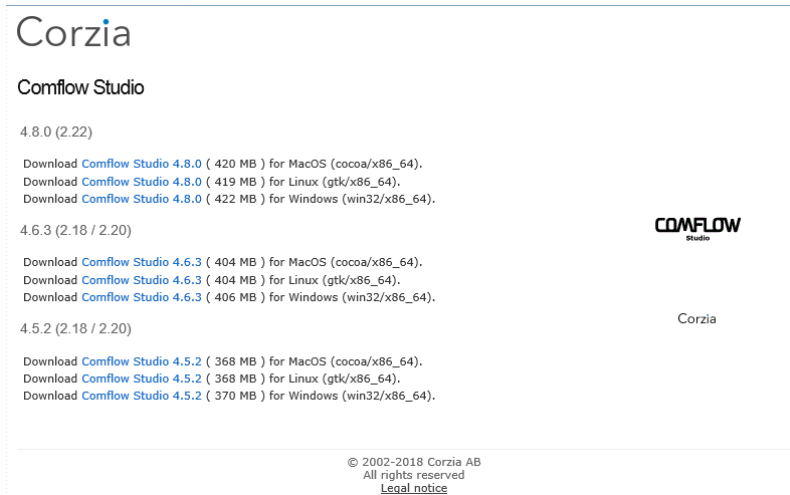 Corzia
Comflow Studio
4.8.0 (2.22)
Download Comflow Studio 4.8.0 ( 420 MB ) for MacOS (cocoa/x86_64).
Download Comflow Studio 4.8.0 ( 419 MB ) for Linux (gtk/x86_64).
Download Comflow Studio 4.8.0 ( 422 MB ) for Windows (win32/x86_64).
4.6.3 (2.18 / 2.20)
Download Comflow Studio 4.6.3 ( 404 MB ) for MacOS (cocoa/x86_64).
Download Comflow Studio 4.6.3 ( 404 MB ) for Linux (gtk/x86_64).
Download Comflow Studio 4.6.3 ( 406 MB ) for Windows (win32/x86_64).
4.5.2 (2.18 / 2.20)
Download Comflow Studio 4.5.2 ( 368 MB ) for MacOS (cocoa/x86_64).
Download Comflow Studio 4.5.2 ( 368 MB ) for Linux (gtk/x86_64).
Download Comflow Studio 4.5.2 ( 370 MB ) for Windows (win32/x86_64).
COMFLOW
Studio
Corzia
© 2002-2018 Corzia AB
All rights reserved
Legal notice